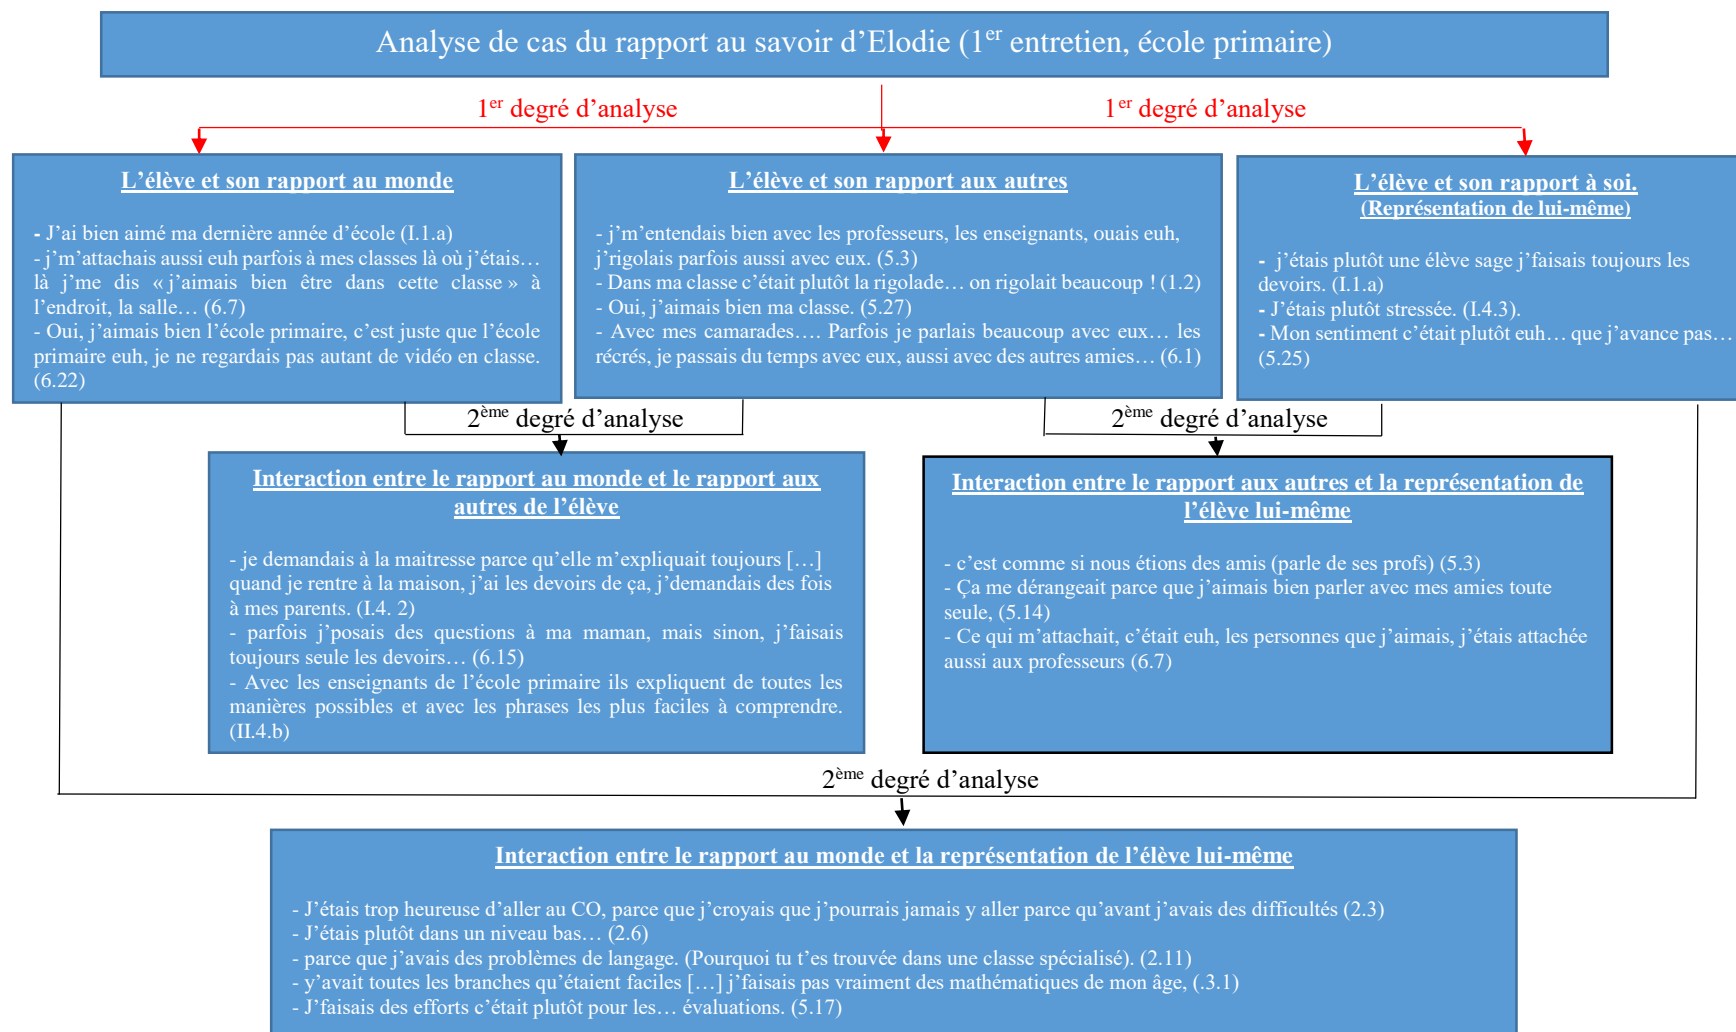 Analyse de cas du rapport au savoir d’Elodie (1er entretien, école primaire)
1er degré d’analyse
1er degré d’analyse
L’élève et son rapport au monde
- J’ai bien aimé ma dernière année d’école (I.1.a)
- j’m’attachais aussi euh parfois à mes classes là où j’étais…
là j’me dis « j’aimais bien être dans cette classe » à
l’endroit, la salle… (6.7)
- Oui, j’aimais bien l’école primaire, c’est juste que l’école
primaire euh, je ne regardais pas autant de vidéo en classe.
(6.22)
L’élève et son rapport aux autres
- j’m’entendais bien avec les professeurs, les enseignants, ouais euh,
j’rigolais parfois aussi avec eux. (5.3)
- Dans ma classe c’était plutôt la rigolade… on rigolait beaucoup ! (1.2)
- Oui, j’aimais bien ma classe. (5.27)
- Avec mes camarades…. Parfois je parlais beaucoup avec eux… les
récrés, je passais du temps avec eux, aussi avec des autres amies… (6.1)
L’élève et son rapport à soi.
(Représentation de lui-même)
- j’étais plutôt une élève sage j’faisais toujours les
devoirs. (I.1.a)
- J’étais plutôt stressée. (I.4.3).
- Mon sentiment c’était plutôt euh… que j’avance pas…
(5.25)
2ème degré d’analyse
2ème degré d’analyse
Interaction entre le rapport au monde et le rapport aux
autres de l’élève
- je demandais à la maitresse parce qu’elle m’expliquait toujours […]
quand je rentre à la maison, j’ai les devoirs de ça, j’demandais des fois
à mes parents. (I.4. 2)
- parfois j’posais des questions à ma maman, mais sinon, j’faisais
toujours seule les devoirs… (6.15)
- Avec les enseignants de l’école primaire ils expliquent de toutes les
manières possibles et avec les phrases les plus faciles à comprendre.
(II.4.b)
Interaction entre le rapport aux autres et la représentation de
l’élève lui-même
- c’est comme si nous étions des amis (parle de ses profs) (5.3)
- Ça me dérangeait parce que j’aimais bien parler avec mes amies toute
seule, (5.14)
- Ce qui m’attachait, c’était euh, les personnes que j’aimais, j’étais attachée
aussi aux professeurs (6.7)
2ème degré d’analyse
Interaction entre le rapport au monde et la représentation de l’élève lui-même
- J’étais trop heureuse d’aller au CO, parce que j’croyais que j’pourrais jamais y aller parce qu’avant j’avais des difficultés (2.3)
- J’étais plutôt dans un niveau bas… (2.6)
- parce que j’avais des problèmes de langage. (Pourquoi tu t’es trouvée dans une classe spécialisé). (2.11)
- y’avait toutes les branches qu’étaient faciles […] j’faisais pas vraiment des mathématiques de mon âge, (.3.1)
- J’faisais des efforts c’était plutôt pour les… évaluations. (5.17)